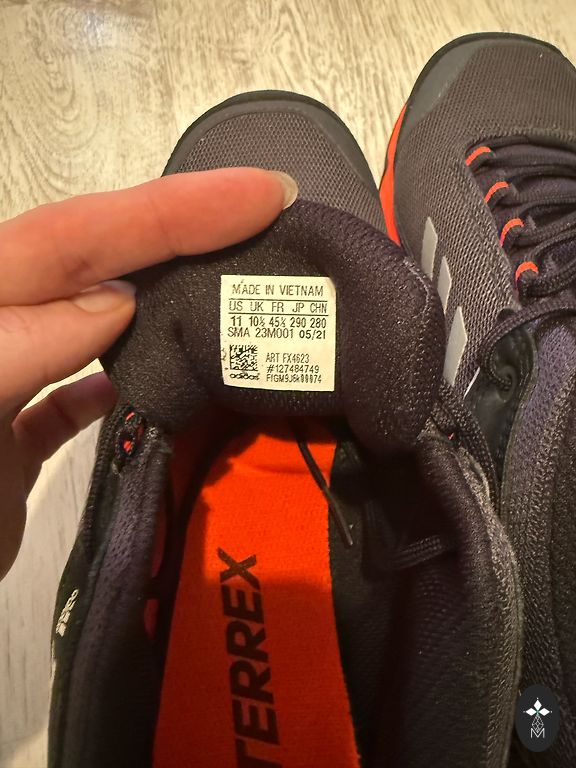 MADE IN VIETNAM
US UK FR JP CHN
11 10½ 45⅓ 290 280
SMA 23M001 05/21
ART FX4623
#127484749
adidas
TERREX
M